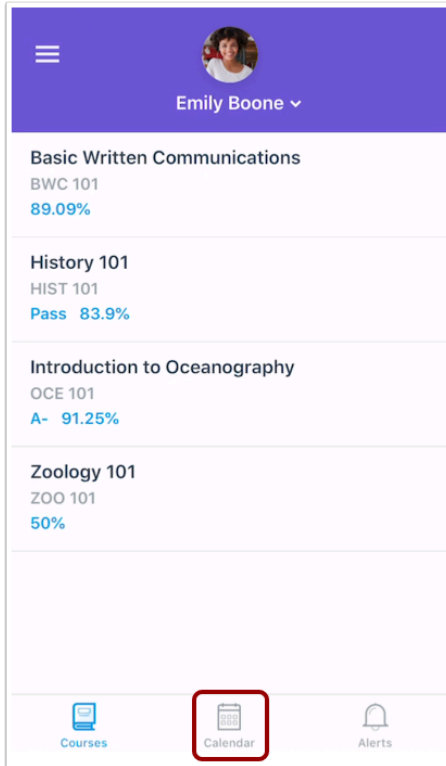 Emily Boone
Basic Written Communications
BWC 101
89.09%
History 101
HIST 101
Pass 83.9%
Introduction to Oceanography
OCE 101
A- 91.25%
Zoology 101
ZOO 101
50%
Courses Calendar Alerts